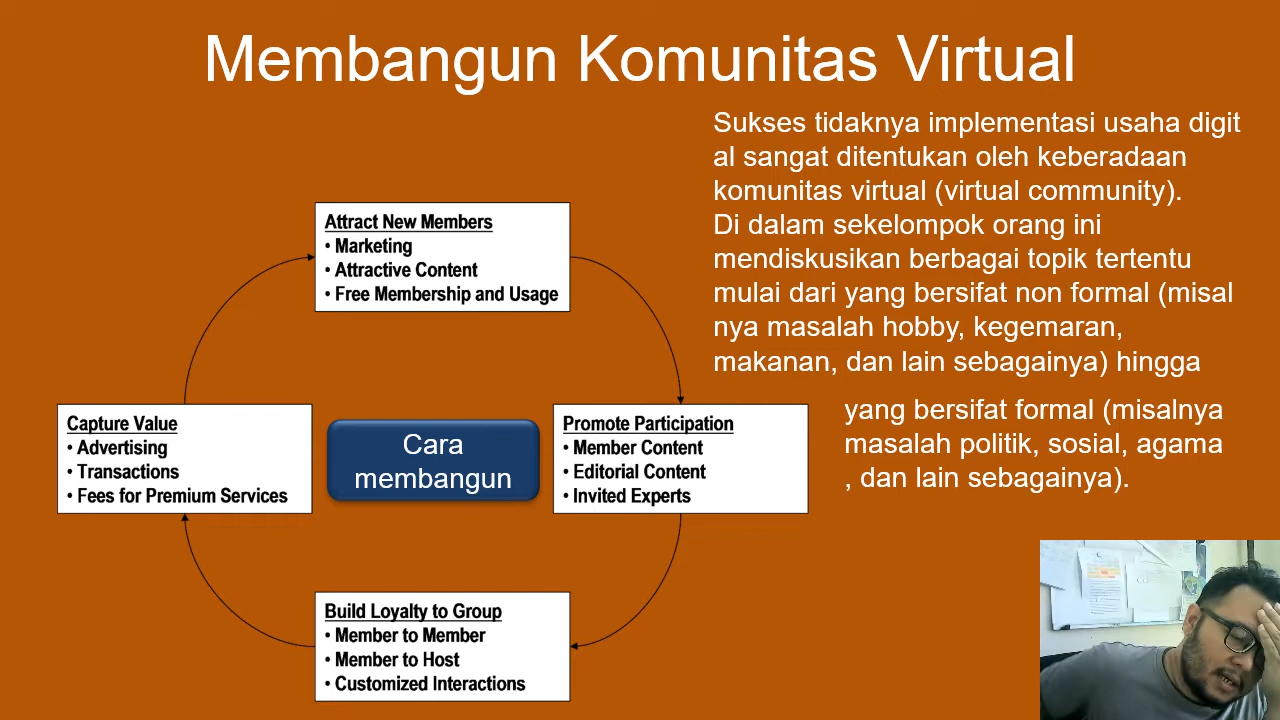 Membangun Komunitas Virtual
Sukses tidaknya implementasi usaha digit
al sangat ditentukan oleh keberadaan
komunitas virtual (virtual community).
Di dalam sekelompok orang ini
mendiskusikan berbagai topik tertentu
mulai dari yang bersifat non formal (misal
nya masalah hobby, kegemaran,
makanan, dan lain sebagainya) hingga
yang bersifat formal (misalnya
masalah politik, sosial, agama
, dan lain sebagainya).
Attract New Members
• Marketing
• Attractive Content
• Free Membership and Usage
Capture Value
• Advertising
• Transactions
• Fees for Premium Services
Cara
membangun
Promote Participation
• Member Content
• Editorial Content
• Invited Experts
Build Loyalty to Group
• Member to Member
• Member to Host
• Customized Interactions